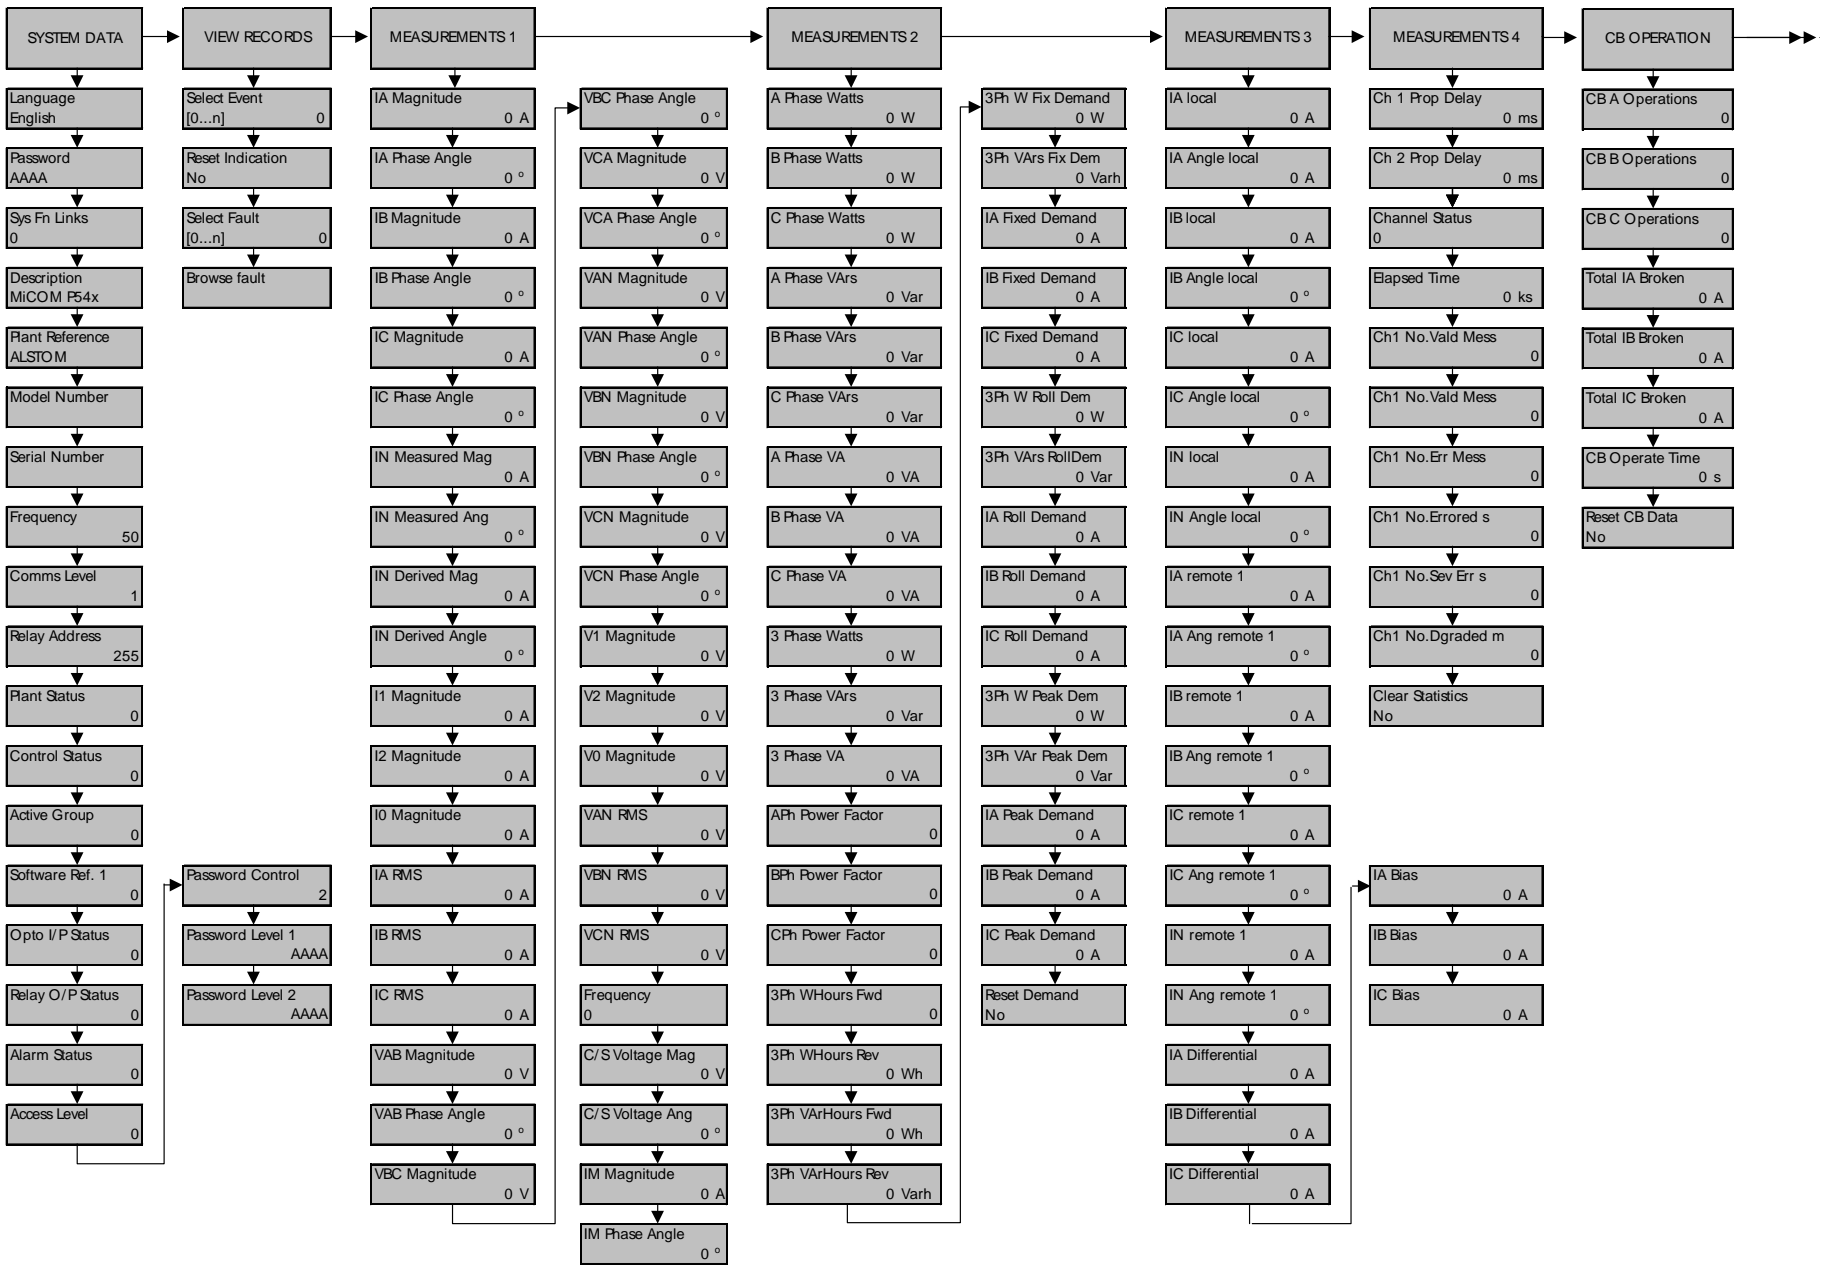 SYSTEM DATA
Language
English
Password
AAAA
Sys Fn Links
0
Description
MiCOM P54x
Plant Reference
ALSTOM
Model Number
Serial Number
Frequency
50
Comms Level
1
Relay Address
255
Plant Status
0
Control Status
0
Active Group
0
Software Ref. 1
0
Opto I/P Status
0
Relay O/P Status
0
Alarm Status
0
Access Level
0
VIEW RECORDS
Select Event
[0...n] 0
Reset Indication
No
Select Fault
[0...n] 0
Browse fault
Password Control
2
Password Level 1
AAAA
Password Level 2
AAAA
MEASUREMENTS 1
IA Magnitude
0 A
IA Phase Angle
0 º
IB Magnitude
0 A
IB Phase Angle
0 º
IC Magnitude
0 A
IC Phase Angle
0 º
IN Measured Mag
0 A
IN Measured Ang
0 º
IN Derived Mag
0 A
IN Derived Angle
0 º
I1 Magnitude
0 A
I2 Magnitude
0 A
I0 Magnitude
0 A
IA RMS
0 A
IB RMS
0 A
IC RMS
0 A
VAB Magnitude
0 V
VAB Phase Angle
0 º
VBC Magnitude
0 V
VBC Phase Angle
0 º
VCA Magnitude
0 V
VCA Phase Angle
0 º
VAN Magnitude
0 V
VAN Phase Angle
0 º
VBN Magnitude
0 V
VBN Phase Angle
0 º
VCN Magnitude
0 V
VCN Phase Angle
0 º
V1 Magnitude
0 V
V2 Magnitude
0 V
V0 Magnitude
0 V
VAN RMS
0 V
VBN RMS
0 V
VCN RMS
0 V
Frequency
0
C/S Voltage Mag
0 V
C/S Voltage Ang
0 º
IM Magnitude
0 A
IM Phase Angle
0 º
MEASUREMENTS 2
A Phase Watts
0 W
B Phase Watts
0 W
C Phase Watts
0 W
A Phase VArs
0 Var
B Phase VArs
0 Var
C Phase VArs
0 Var
A Phase VA
0 VA
B Phase VA
0 VA
C Phase VA
0 VA
3 Phase Watts
0 W
3 Phase VArs
0 Var
3 Phase VA
0 VA
APh Power Factor
0
BPh Power Factor
0
CPh Power Factor
0
3Ph WHours Fwd
0
3Ph WHours Rev
0 Wh
3Ph VArHours Fwd
0 Wh
3Ph VArHours Rev
0 Varh
3Ph W Fix Demand
0 W
3Ph VArs Fix Dem
0 Varh
IA Fixed Demand
0 A
IB Fixed Demand
0 A
IC Fixed Demand
0 A
3Ph W Roll Dem
0 W
3Ph VArs RollDem
0 Var
IA Roll Demand
0 A
IB Roll Demand
0 A
IC Roll Demand
0 A
3Ph W Peak Dem
0 W
3Ph VAr Peak Dem
0 Var
IA Peak Demand
0 A
IB Peak Demand
0 A
IC Peak Demand
0 A
Reset Demand
No
MEASUREMENTS 3
IA local
0 A
IA Angle local
0 A
IB local
0 A
IB Angle local
0 º
IC local
0 A
IC Angle local
0 º
IN local
0 A
IN Angle local
0 º
IA remote 1
0 A
IA Ang remote 1
0 º
IB remote 1
0 A
IB Ang remote 1
0 º
IC remote 1
0 A
IC Ang remote 1
0 º
IN remote 1
0 A
IN Ang remote 1
0 º
IA Differential
0 A
IB Differential
0 A
IC Differential
0 A
MEASUREMENTS 4
Ch 1 Prop Delay
0 ms
Ch 2 Prop Delay
0 ms
Channel Status
0
Elapsed Time
0 ks
Ch1 No.Vald Mess
0
Ch1 No.Vald Mess
0
Ch1 No.Err Mess
0
Ch1 No.Errored s
0
Ch1 No.Sev Err s
0
Ch1 No.Dgraded m
0
Clear Statistics
No
IA Bias
0 A
IB Bias
0 A
IC Bias
0 A
CB OPERATION
CB A Operations
0
CB B Operations
0
CB C Operations
0
Total IA Broken
0 A
Total IB Broken
0 A
Total IC Broken
0 A
CB Operate Time
0 s
Reset CB Data
No